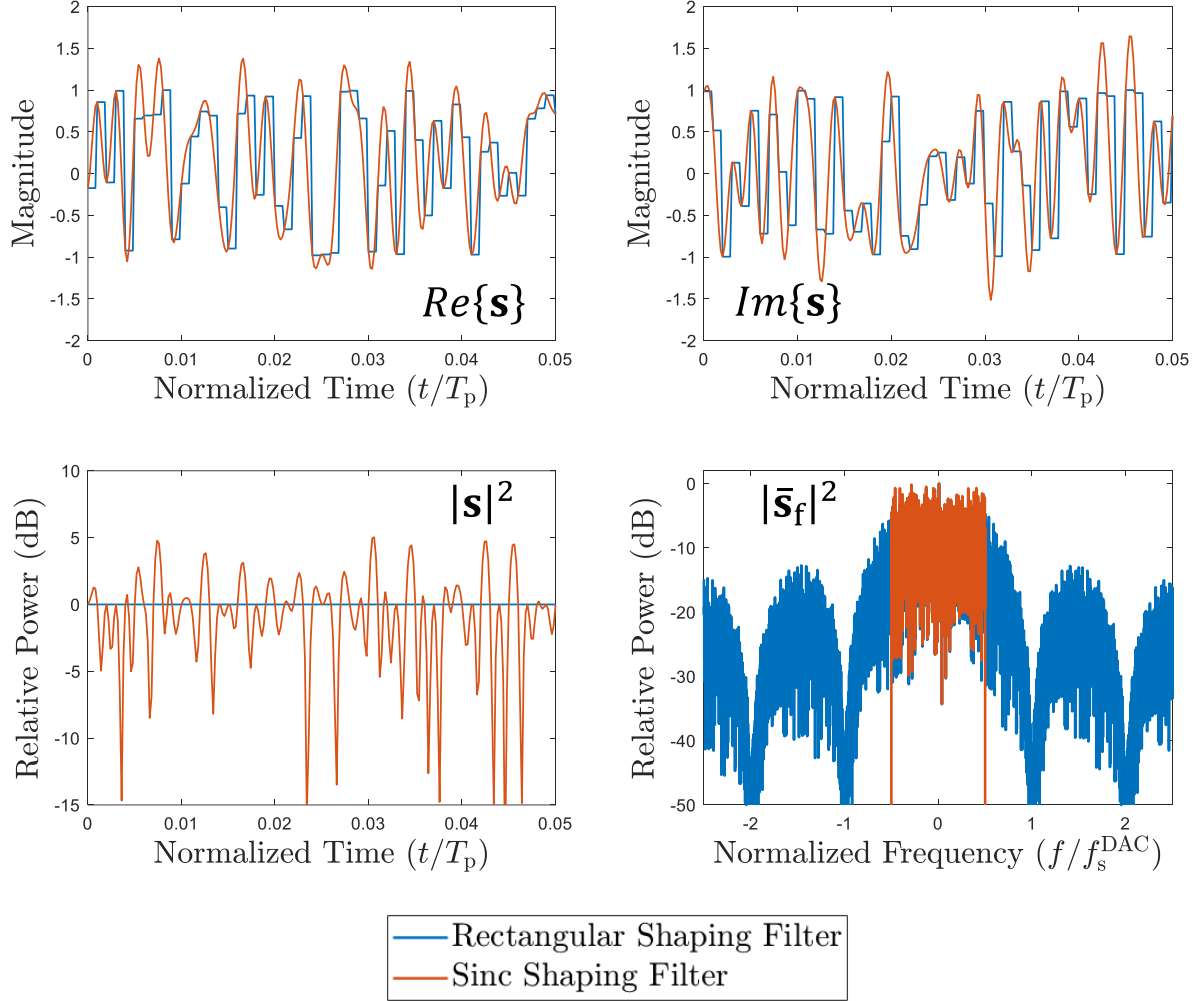 2
1.5
1
0.5
0
-0.5
-1
-1.5
-2
Magnitude
Re{s}
0 0.01 0.02 0.03 0.04 0.05
Normalized Time (t/Tp)
2
1.5
1
0.5
0
-0.5
-1
-1.5
-2
Magnitude
Im{s}
0 0.01 0.02 0.03 0.04 0.05
Normalized Time (t/Tp)
10
5
0
-5
-10
-15
Relative Power (dB)
|s|²
0 0.01 0.02 0.03 0.04 0.05
Normalized Time (t/Tp)
0
-10
-20
-30
-40
-50
Relative Power (dB)
|s̄f|²
-2 -1 0 1 2
Normalized Frequency (f/fsDAC)
Rectangular Shaping Filter
Sinc Shaping Filter